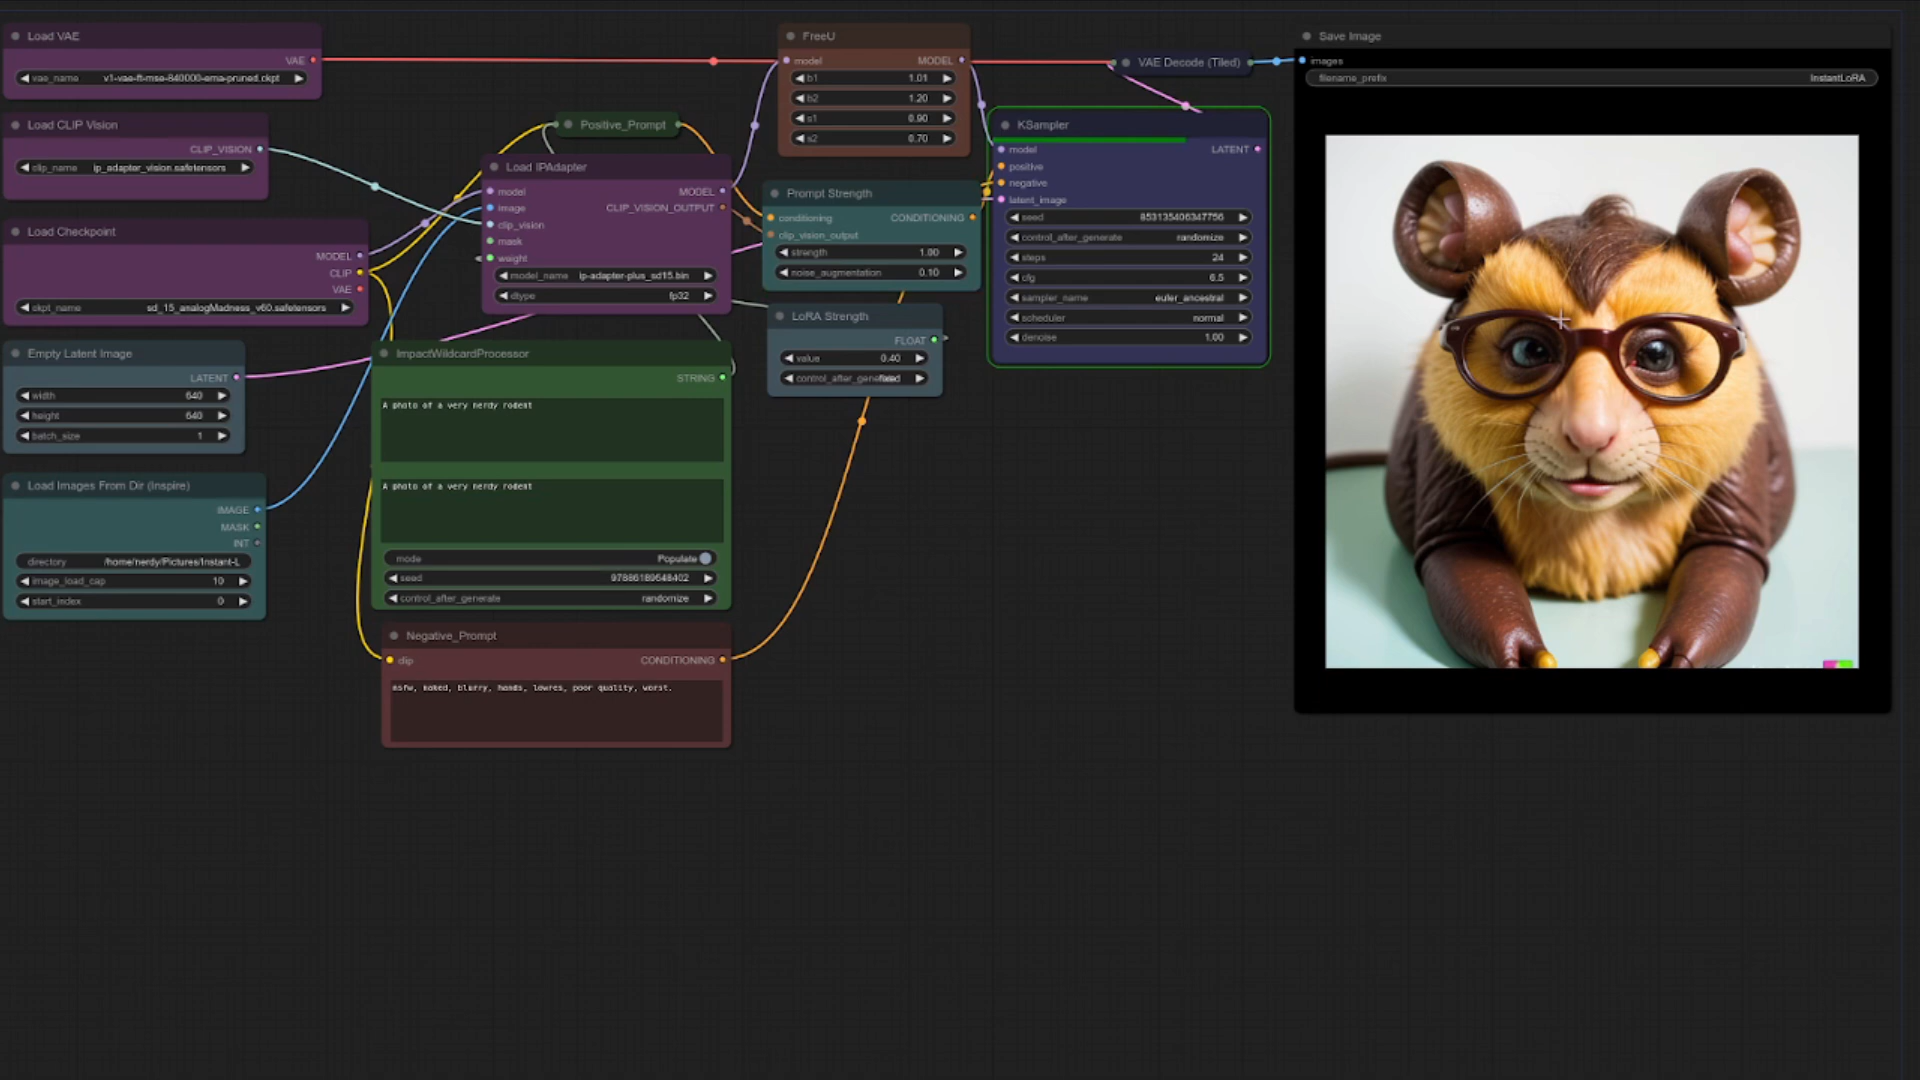 Load VAE
VAE
vae_name v1-vae-ft-mse-840000-ema-pruned.ckpt
Load CLIP Vision
CLIP_VISION
clip_name ip_adapter_vision.safetensors
Load Checkpoint
MODEL
CLIP
VAE
ckpt_name sd_15_analogMadness_v60.safetensors
Empty Latent Image
LATENT
width 640
height 640
batch_size 1
Load Images From Dir (Inspire)
IMAGE
MASK
INT
directory /home/nerdy/Pictures/Instant-L
image_load_cap 10
start_index 0
Positive_Prompt
Load IPAdapter
model MODEL
image CLIP_VISION_OUTPUT
clip_vision
mask
weight
model_name ip-adapter-plus_sd15.bin
dtype fp32
ImpactWildcardProcessor
STRING
A photo of a very nerdy rodent
A photo of a very nerdy rodent
mode Populate
seed 97886189648402
control_after_generate randomize
Negative_Prompt
clip CONDITIONING
nsfw, naked, blurry, hands, lowres, poor quality, worst.
FreeU
model MODEL
b1 1.01
b2 1.20
s1 0.90
s2 0.70
Prompt Strength
conditioning CONDITIONING
clip_vision_output
strength 1.00
noise_augmentation 0.10
LoRA Strength
FLOAT
value 0.40
control_after_generate fixed
VAE Decode (Tiled)
KSampler
model LATENT
positive
negative
latent_image
seed 853135406347756
control_after_generate randomize
steps 24
cfg 6.5
sampler_name euler_ancestral
scheduler normal
denoise 1.00
Save Image
images
filename_prefix InstantLoRA